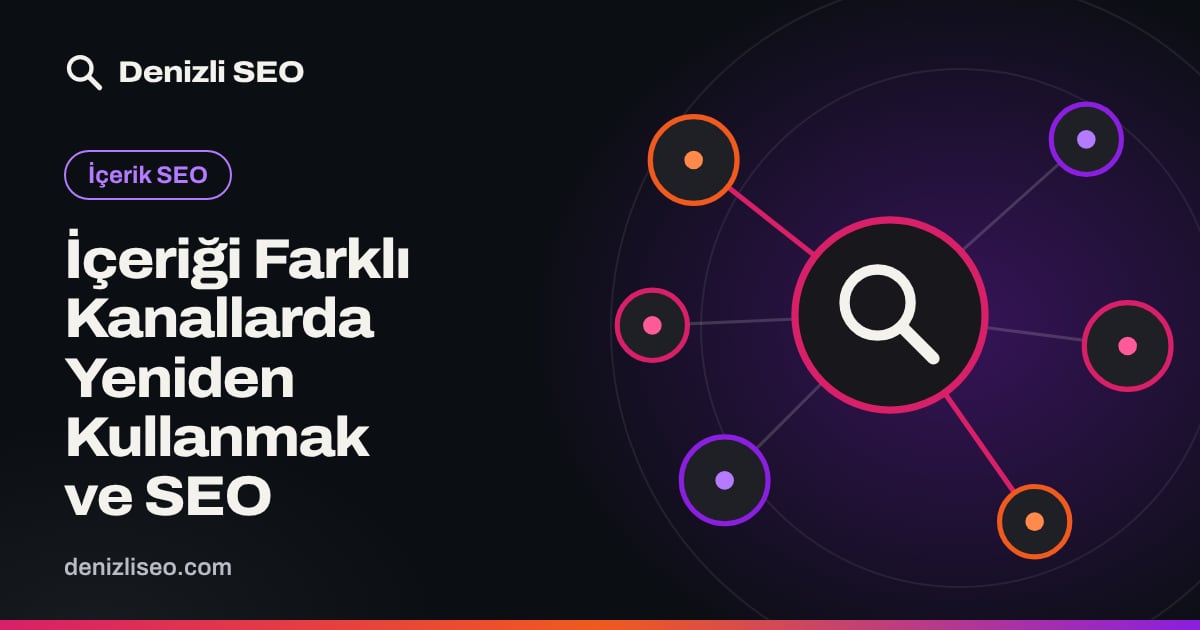 Denizli SEO
İçerik SEO
İçeriği Farklı
Kanallarda
Yeniden
Kullanmak
ve SEO
denizliseo.com